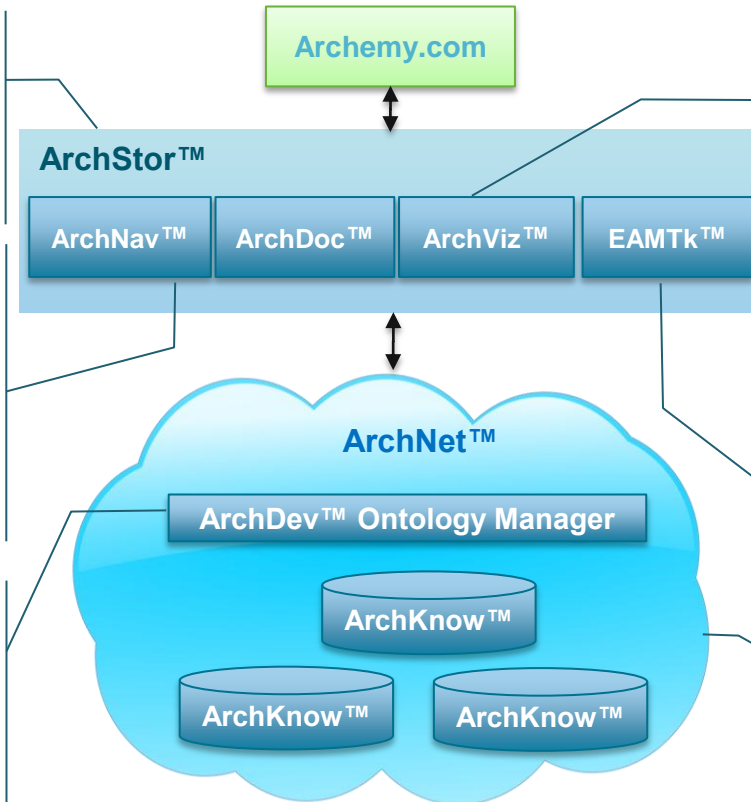 Archemy.com
ArchStor™
ArchNav™
ArchDoc™
ArchViz™
EAMTk™
ArchNet™
ArchDev™ Ontology Manager
ArchKnow™
ArchKnow™
ArchKnow™